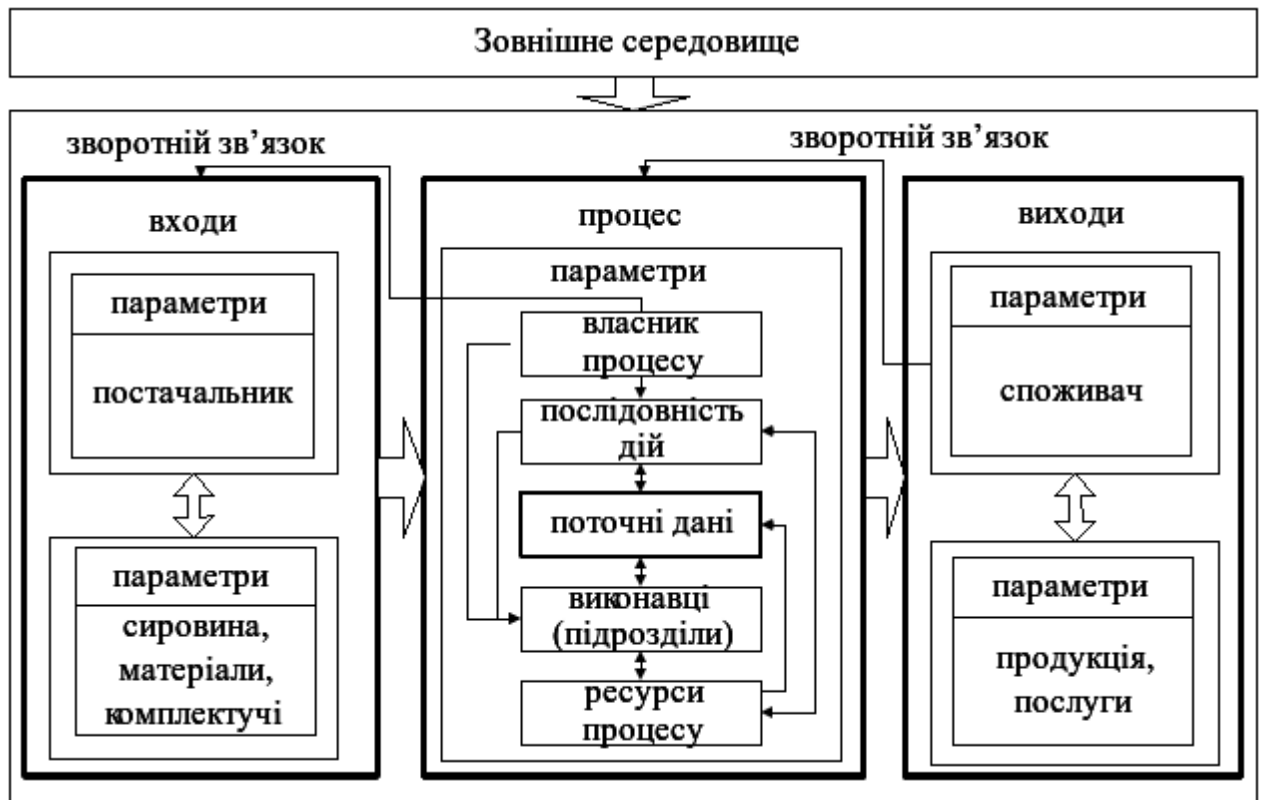 Зовнішне середовище
зворотній зв’язок
зворотній зв’язок
входи
параметри
постачальник
параметри
сировина,
матеріали,
комплектучі
процес
параметри
власник
процесу
послідовність
дій
поточні дані
виконавці
(підрозділи)
ресурси
процесу
виходи
параметри
споживач
параметри
продукція,
послуги